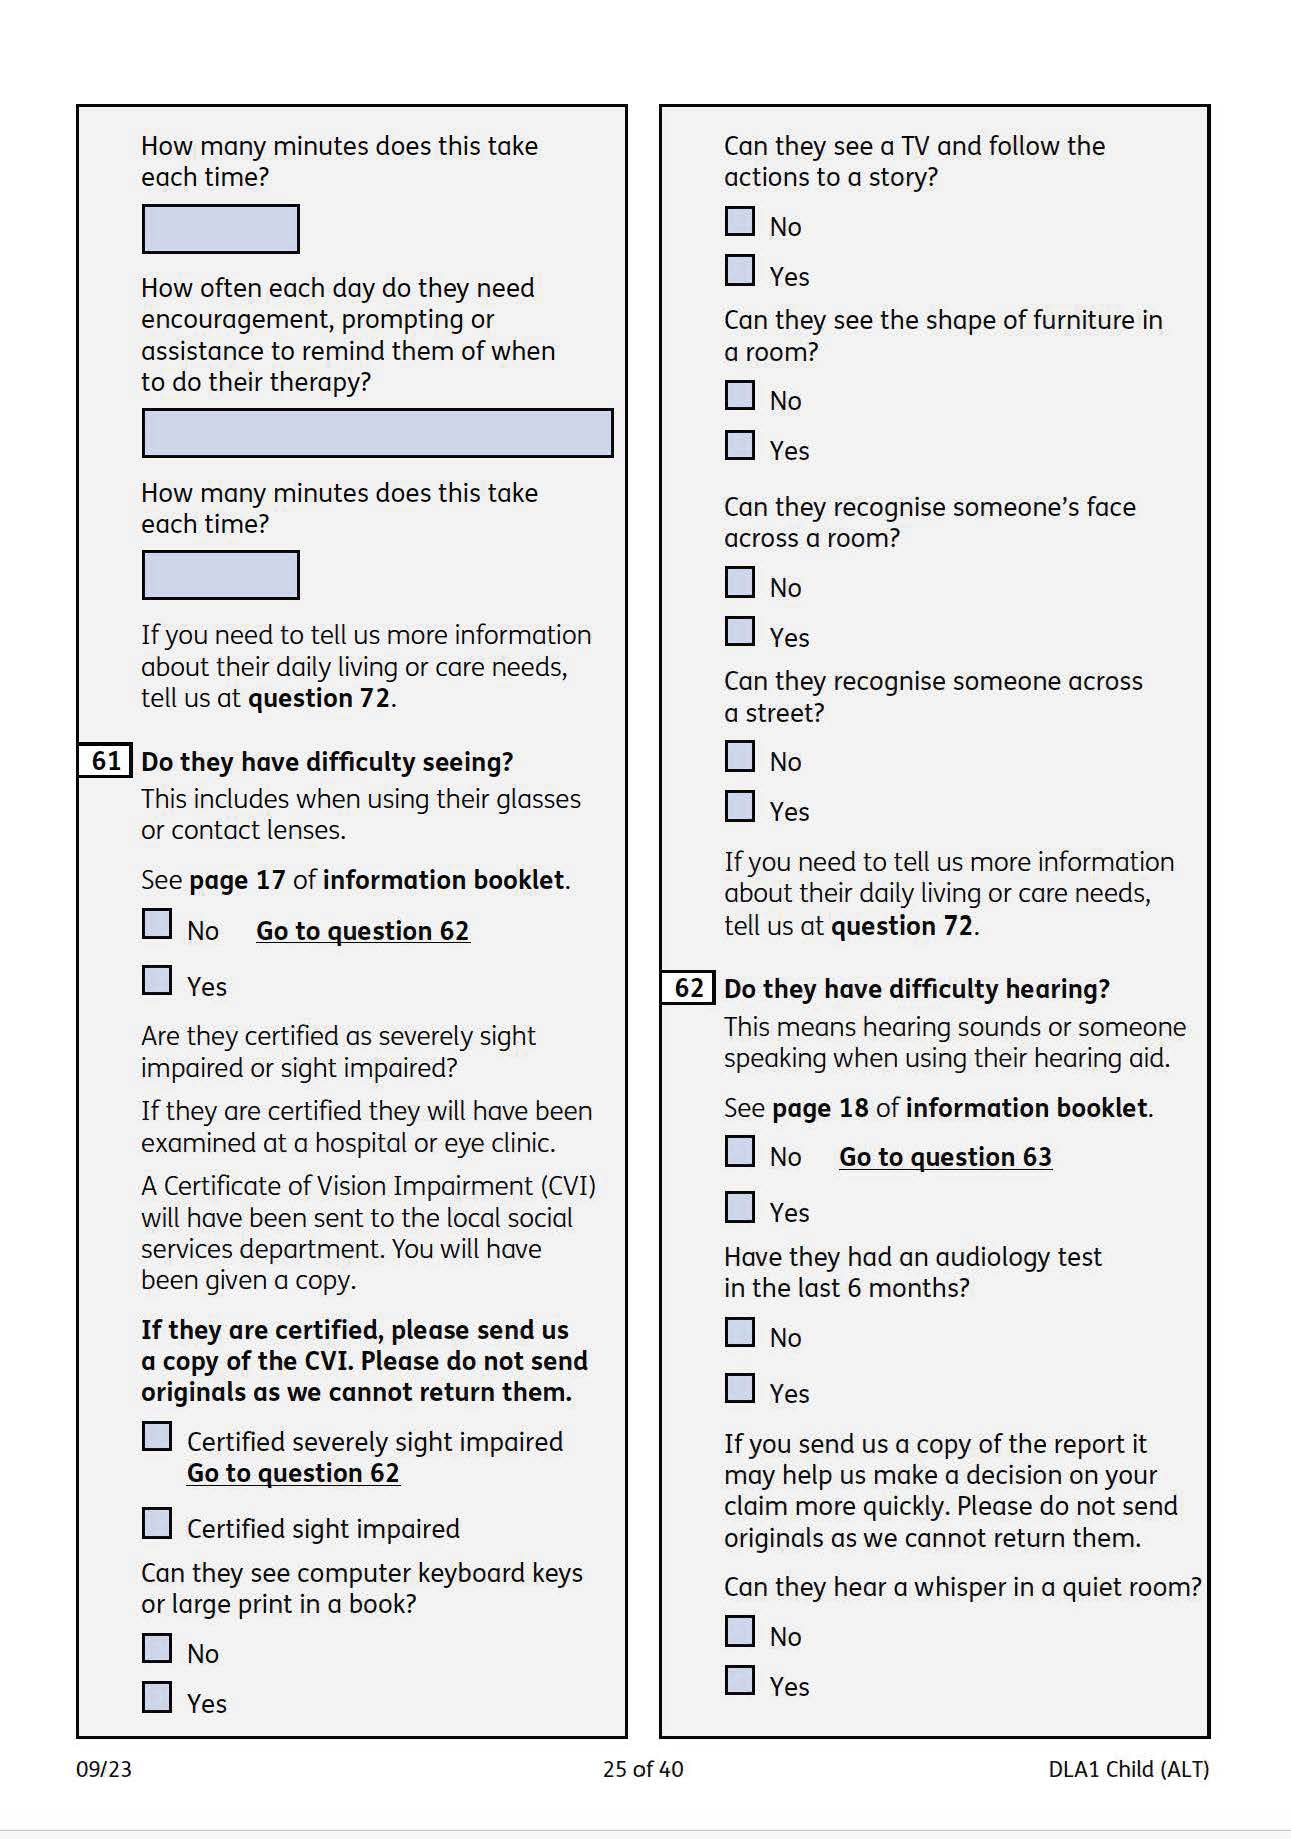 How many minutes does this take
each time?
How often each day do they need
encouragement, prompting or
assistance to remind them of when
to do their therapy?
How many minutes does this take
each time?
If you need to tell us more information
about their daily living or care needs,
tell us at question 72.
61 Do they have difficulty seeing?
This includes when using their glasses
or contact lenses.
See page 17 of information booklet.
No Go to question 62
Yes
Are they certified as severely sight
impaired or sight impaired?
If they are certified they will have been
examined at a hospital or eye clinic.
A Certificate of Vision Impairment (CVI)
will have been sent to the local social
services department. You will have
been given a copy.
If they are certified, please send us
a copy of the CVI. Please do not send
originals as we cannot return them.
Certified severely sight impaired
Go to question 62
Certified sight impaired
Can they see computer keyboard keys
or large print in a book?
No
Yes
Can they see a TV and follow the
actions to a story?
No
Yes
Can they see the shape of furniture in
a room?
No
Yes
Can they recognise someone’s face
across a room?
No
Yes
Can they recognise someone across
a street?
No
Yes
If you need to tell us more information
about their daily living or care needs,
tell us at question 72.
62 Do they have difficulty hearing?
This means hearing sounds or someone
speaking when using their hearing aid.
See page 18 of information booklet.
No Go to question 63
Yes
Have they had an audiology test
in the last 6 months?
No
Yes
If you send us a copy of the report it
may help us make a decision on your
claim more quickly. Please do not send
originals as we cannot return them.
Can they hear a whisper in a quiet room?
No
Yes
09/23 25 of 40 DLA1 Child (ALT)